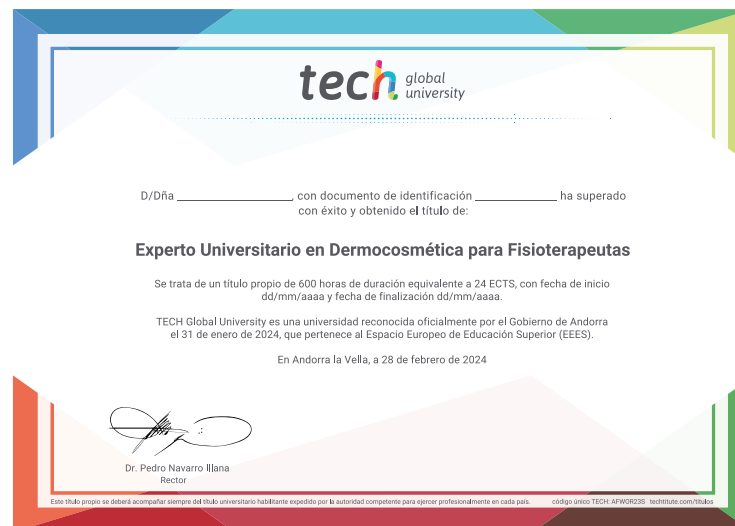 tech global university
D/Dña ____________________, con documento de identificación ______________ ha superado
con éxito y obtenido el título de:
Experto Universitario en Dermocosmética para Fisioterapeutas
Se trata de un título propio de 600 horas de duración equivalente a 24 ECTS, con fecha de inicio
dd/mm/aaaa y fecha de finalización dd/mm/aaaa.
TECH Global University es una universidad reconocida oficialmente por el Gobierno de Andorra
el 31 de enero de 2024, que pertenece al Espacio Europeo de Educación Superior (EEES).
En Andorra la Vella, a 28 de febrero de 2024
Dr. Pedro Navarro Illana
Rector
Este título propio se deberá acompañar siempre del título universitario habilitante expedido por la autoridad competente para ejercer profesionalmente en cada país. código único TECH: AFWOR23S techtitute.com/titulos